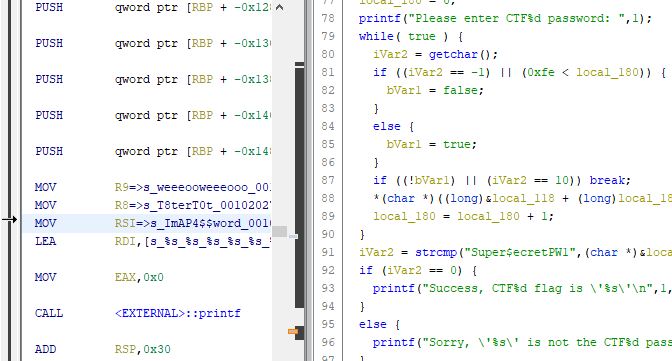 PUSH qword ptr [RBP + -0x128
PUSH qword ptr [RBP + -0x130
PUSH qword ptr [RBP + -0x138
PUSH qword ptr [RBP + -0x140
PUSH qword ptr [RBP + -0x148
MOV R9=>s_weeeooweeeooo_001
MOV R8=>s_T8terT0t_0010202
MOV RSI=>s_ImAP4$$word_0010
LEA RDI,[s_%s_%s_%s_%s_%s_
MOV EAX,0x0
CALL <EXTERNAL>::printf
ADD RSP,0x30
77 local_180 = 0;
78 printf("Please enter CTF%d password: ",1);
79 while( true ) {
80 iVar2 = getchar();
81 if ((iVar2 == -1) || (0xfe < local_180)) {
82 bVar1 = false;
83 }
84 else {
85 bVar1 = true;
86 }
87 if ((!bVar1) || (iVar2 == 10)) break;
88 *(char *)((long)&local_118 + (long)local_18
89 local_180 = local_180 + 1;
90 }
91 iVar2 = strcmp("Super$ecretPW1",(char *)&loca
92 if (iVar2 == 0) {
93 printf("Success, CTF%d flag is \'%s\'\n",1,
94 }
95 else {
96 printf("Sorry, \'%s\' is not the CTF%d pas
97 }